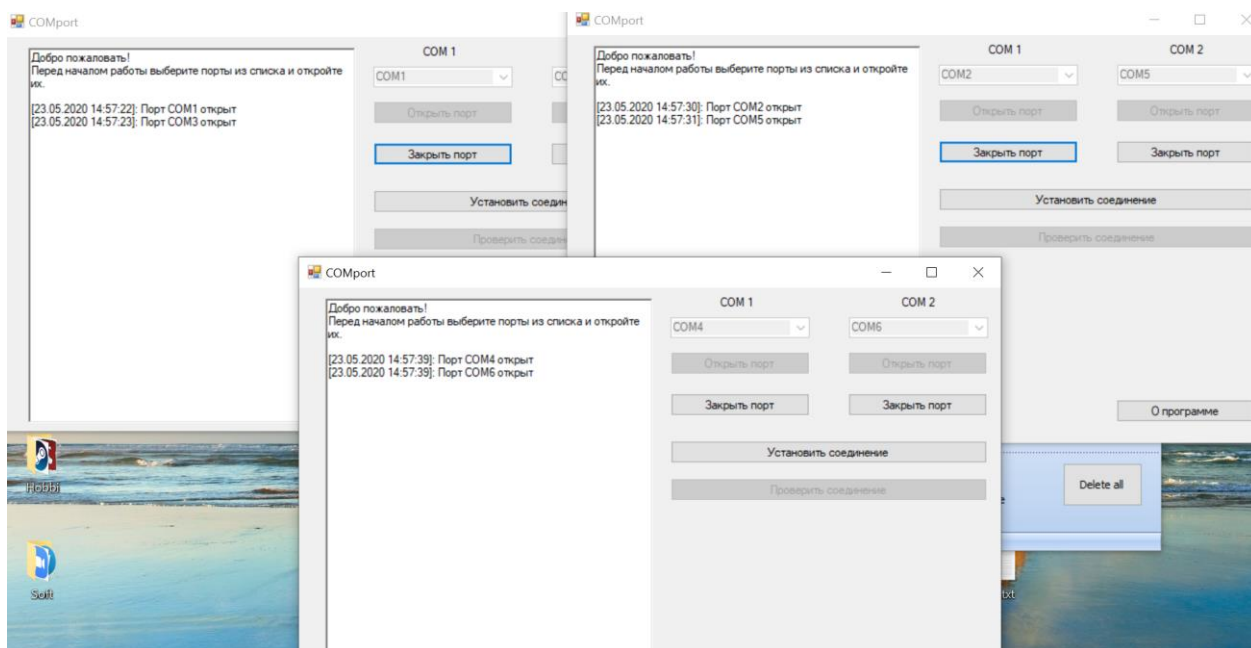 COMport
Добро пожаловать!
Перед началом работы выберите порты из списка и откройте
их.
[23.05.2020 14:57:22]: Порт COM1 открыт
[23.05.2020 14:57:23]: Порт COM3 открыт
COM 1
COM1
CO
Открыть порт
Закрыть порт
Установить соедин
Проверить соедин
COMport
Добро пожаловать!
Перед началом работы выберите порты из списка и откройте
их.
[23.05.2020 14:57:30]: Порт COM2 открыт
[23.05.2020 14:57:31]: Порт COM5 открыт
COM 1 COM 2
COM2 COM5
Открыть порт Открыть порт
Закрыть порт Закрыть порт
Установить соединение
Проверить соединение
О программе
COMport
Добро пожаловать!
Перед началом работы выберите порты из списка и откройте
их.
[23.05.2020 14:57:39]: Порт COM4 открыт
[23.05.2020 14:57:39]: Порт COM6 открыт
COM 1 COM 2
COM4 COM6
Открыть порт Открыть порт
Закрыть порт Закрыть порт
Установить соединение
Проверить соединение
Hobbi
Soft
Delete all
txt